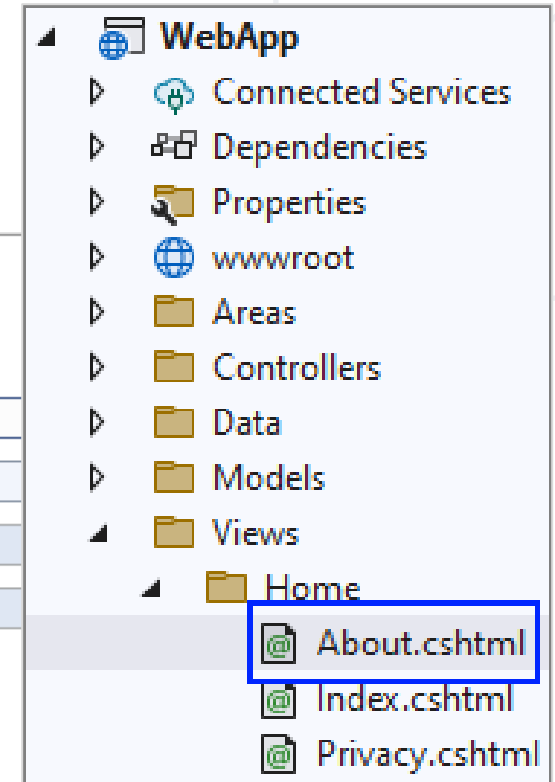 WebApp
Connected Services
Dependencies
Properties
wwwroot
Areas
Controllers
Data
Models
Views
Home
About.cshtml
Index.cshtml
Privacy.cshtml